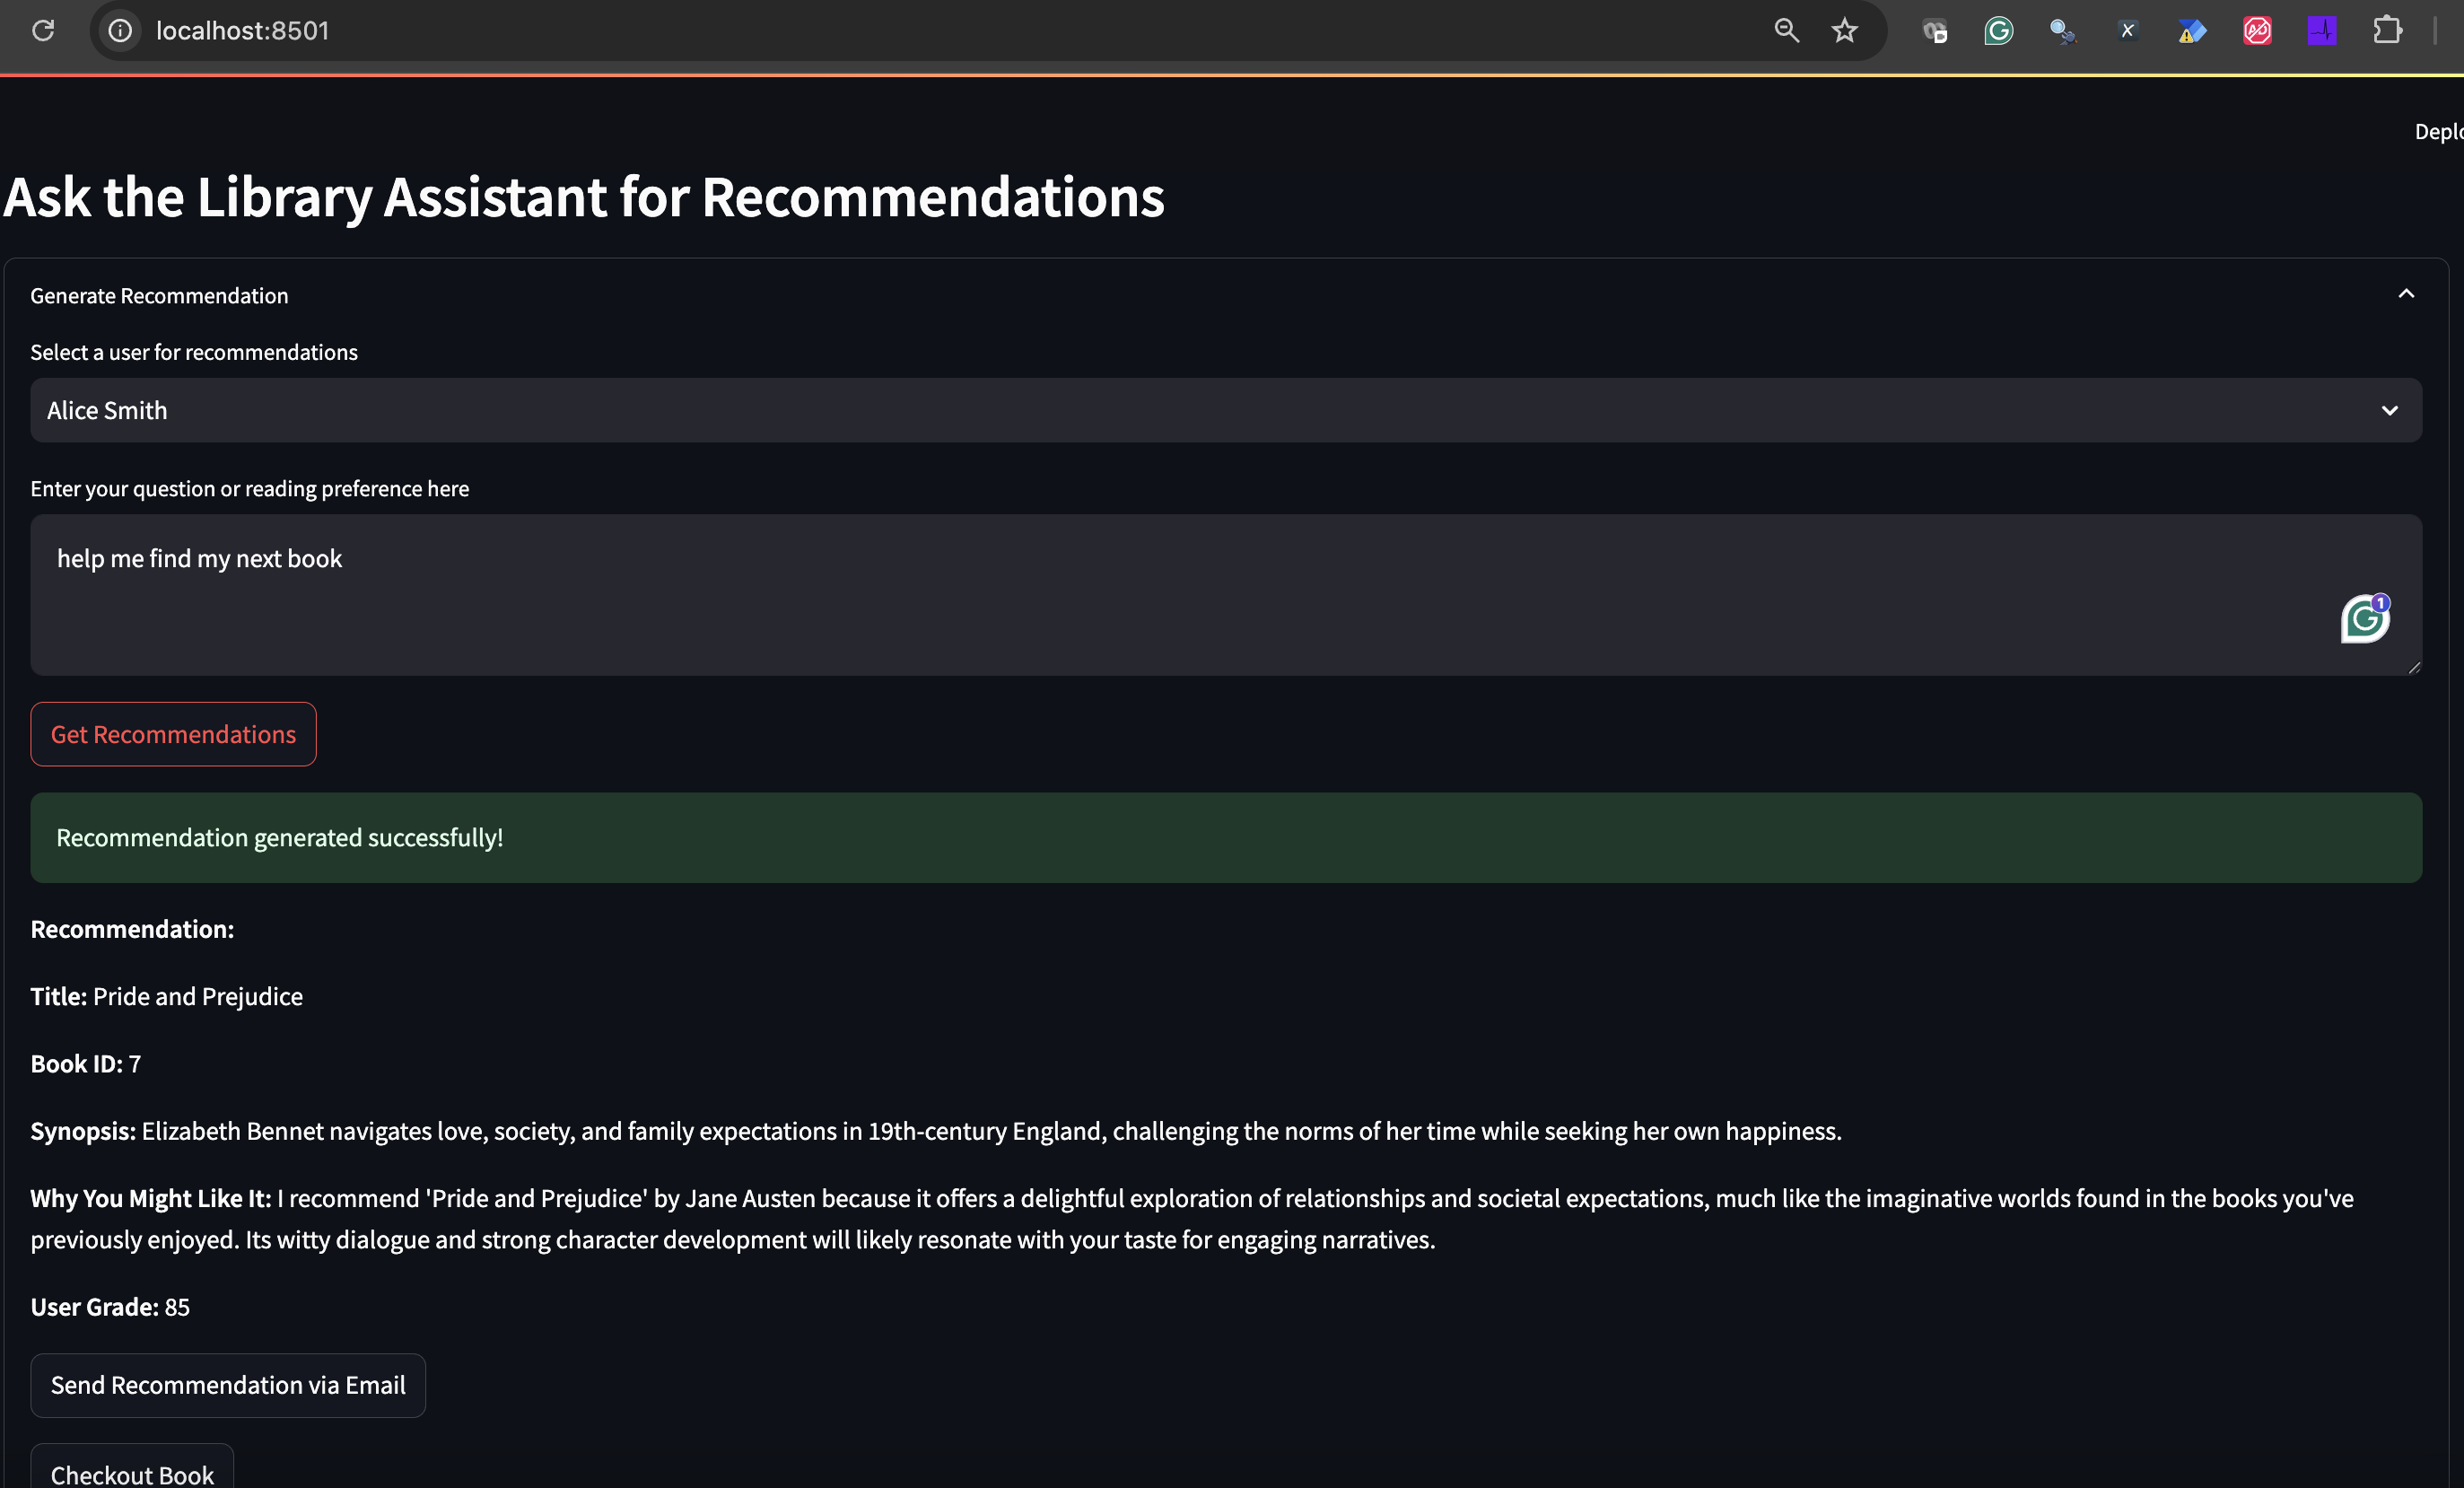 localhost:8501
Deplo
Ask the Library Assistant for Recommendations
Generate Recommendation
Select a user for recommendations
Alice Smith
Enter your question or reading preference here
help me find my next book
1
Get Recommendations
Recommendation generated successfully!
Recommendation:
Title: Pride and Prejudice
Book ID: 7
Synopsis: Elizabeth Bennet navigates love, society, and family expectations in 19th-century England, challenging the norms of her time while seeking her own happiness.
Why You Might Like It: I recommend 'Pride and Prejudice' by Jane Austen because it offers a delightful exploration of relationships and societal expectations, much like the imaginative worlds found in the books you've
previously enjoyed. Its witty dialogue and strong character development will likely resonate with your taste for engaging narratives.
User Grade: 85
Send Recommendation via Email
Checkout Book